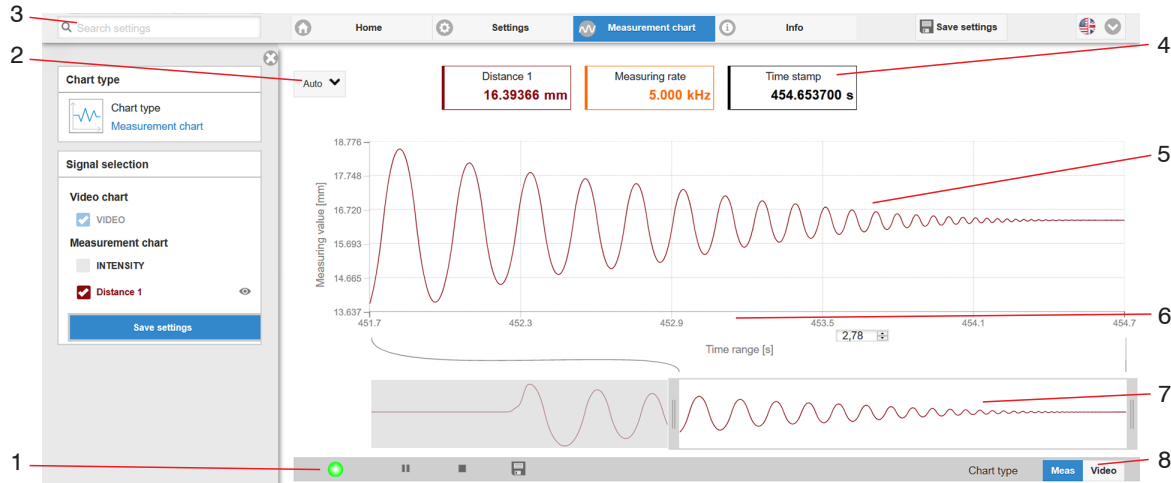 3
Search settings
Home
Settings
Measurement chart
Info
Save settings
4
2
Auto
Distance 1
16.39366 mm
Measuring rate
5.000 kHz
Time stamp
454.653700 s
Chart type
Chart type
Measurement chart
Signal selection
Video chart
VIDEO
Measurement chart
INTENSITY
Distance 1
Save settings
Measuring value [mm]
18.776
17.748
16.720
15.693
14.665
13.637
5
6
451.7
452.3
452.9
453.5
454.1
454.7
2,78
Time range [s]
7
1
Chart type
Meas
Video
8